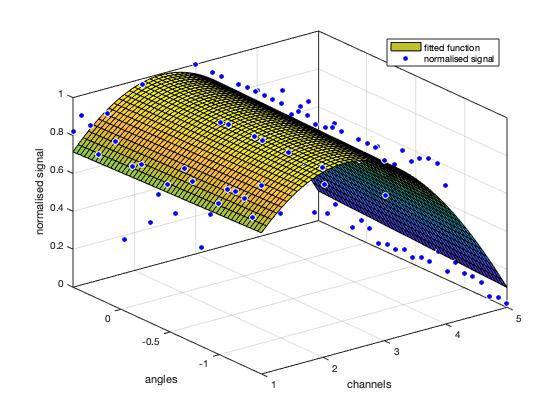 fitted function
normalised signal
1
0.8
0.6
0.4
0.2
0
normalised signal
0
-0.5
-1
angles
1
2
3
4
5
channels